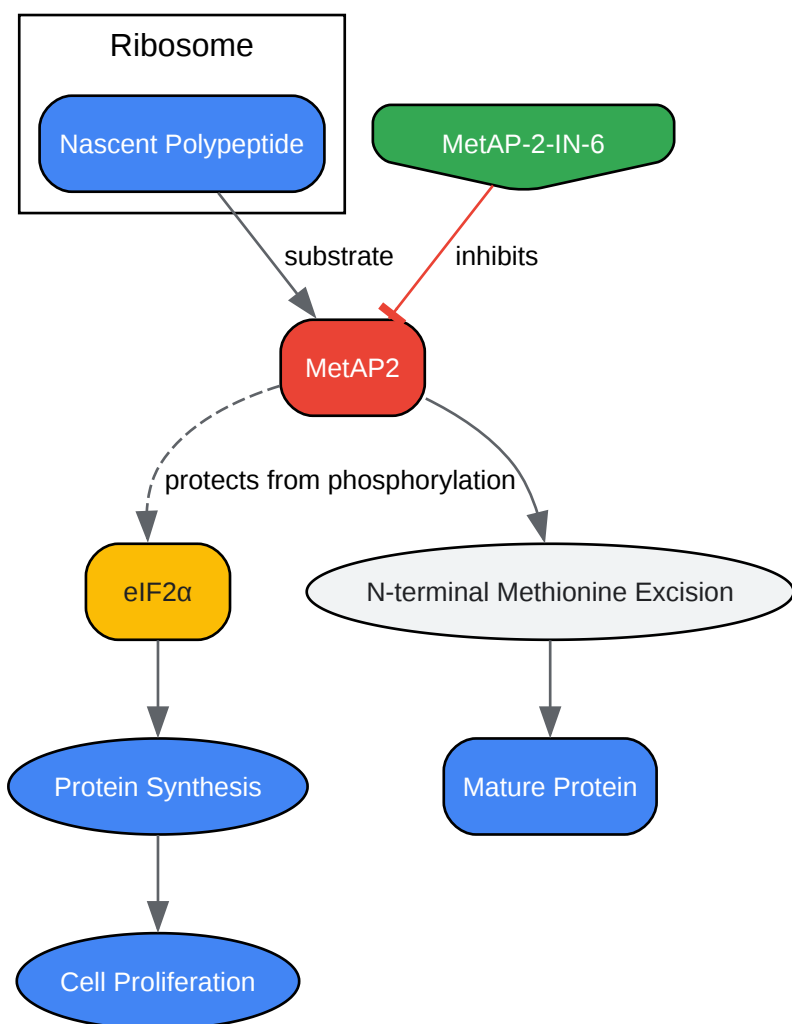 Ribosome
Nascent Polypeptide
MetAP-2-IN-6
substrate
inhibits
MetAP2
protects from phosphorylation
eIF2α
N-terminal Methionine Excision
Protein Synthesis
Mature Protein
Cell Proliferation